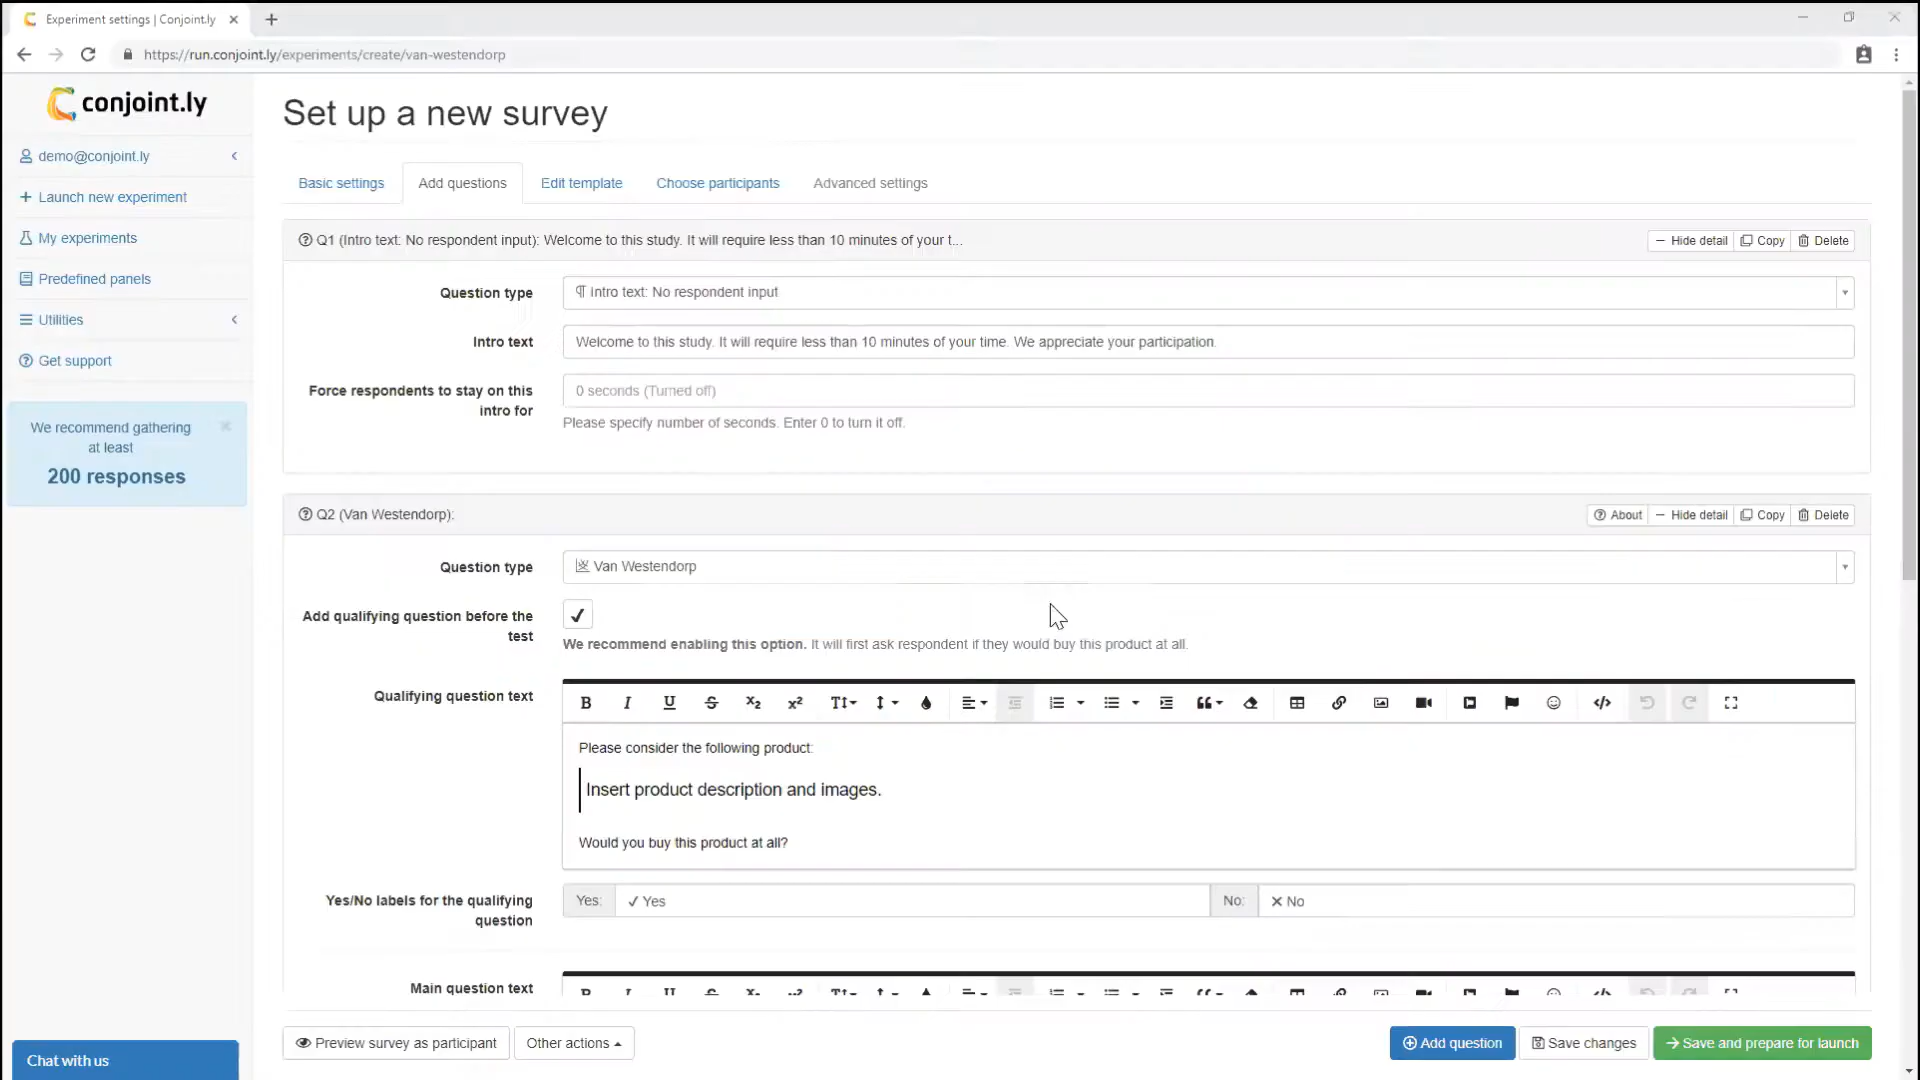 Experiment settings | Conjoint.ly
https://run.conjoint.ly/experiments/create/van-westendorp
conjoint.ly
demo@conjoint.ly
Launch new experiment
My experiments
Predefined panels
Utilities
Get support
We recommend gathering
at least
200 responses
Chat with us
Set up a new survey
Basic settings
Add questions
Edit template
Choose participants
Advanced settings
Q1 (Intro text: No respondent input): Welcome to this study. It will require less than 10 minutes of your t...
Hide detail
Copy
Delete
Question type
Intro text: No respondent input
Intro text
Welcome to this study. It will require less than 10 minutes of your time. We appreciate your participation.
Force respondents to stay on this
intro for
0 seconds (Turned off)
Please specify number of seconds. Enter 0 to turn it off.
Q2 (Van Westendorp):
About
Hide detail
Copy
Delete
Question type
Van Westendorp
Add qualifying question before the
test
We recommend enabling this option. It will first ask respondent if they would buy this product at all.
Qualifying question text
Please consider the following product:
Insert product description and images.
Would you buy this product at all?
Yes/No labels for the qualifying
question
Yes:
✓ Yes
No:
✕ No
Main question text
Preview survey as participant
Other actions
Add question
Save changes
Save and prepare for launch